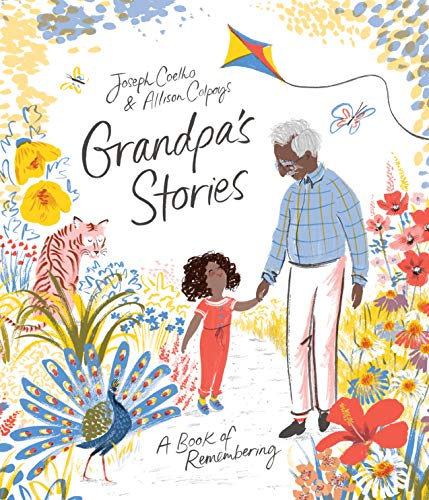 Joseph Coelho
& Allison Colpoys
Grandpa's
Stories
A Book of
Remembering